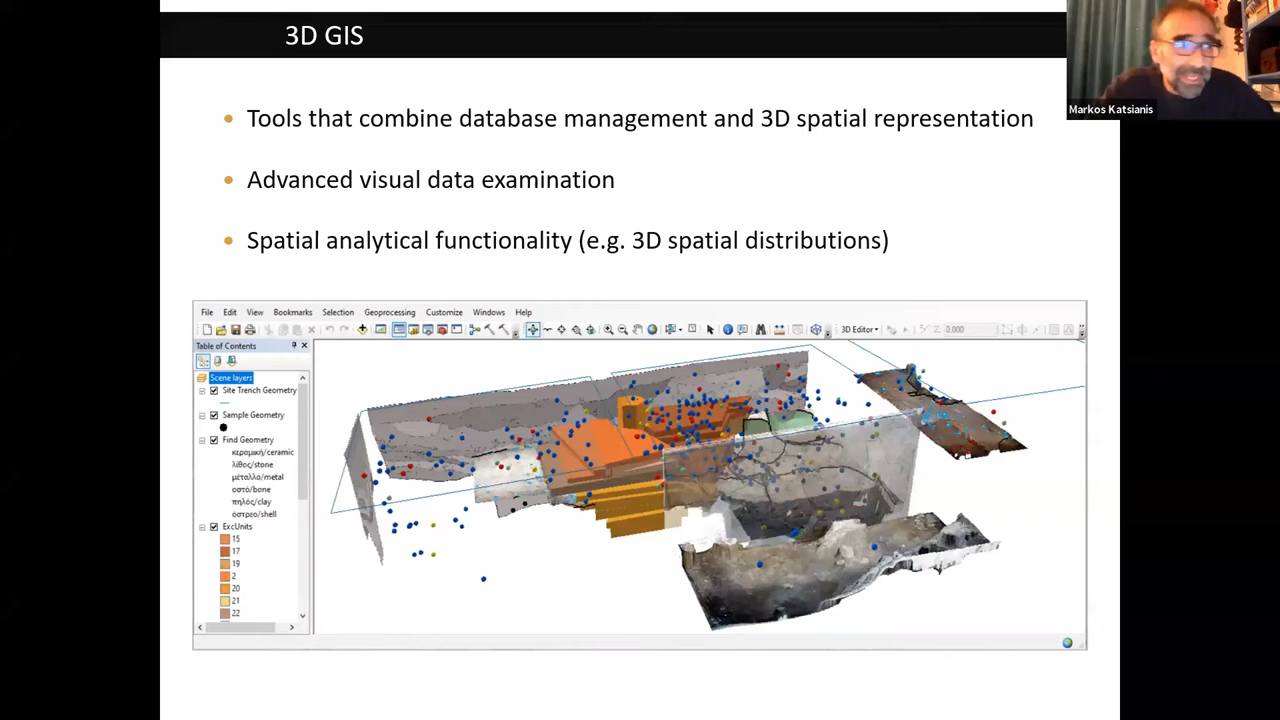 3D GIS
Markos Katsianis
• Tools that combine database management and 3D spatial representation
• Advanced visual data examination
• Spatial analytical functionality (e.g. 3D spatial distributions)
File Edit View Bookmarks Selection Geoprocessing Customize Windows Help
3D Editor
0.000
Table of Contents
Scene layers
Site Trench Geometry
Sample Geometry
Find Geometry
κεραμική/ceramic
λίθος/stone
μέταλλο/metal
οστό/bone
πηλός/clay
όστρεο/shell
ExcUnits
15
17
19
2
20
21
22